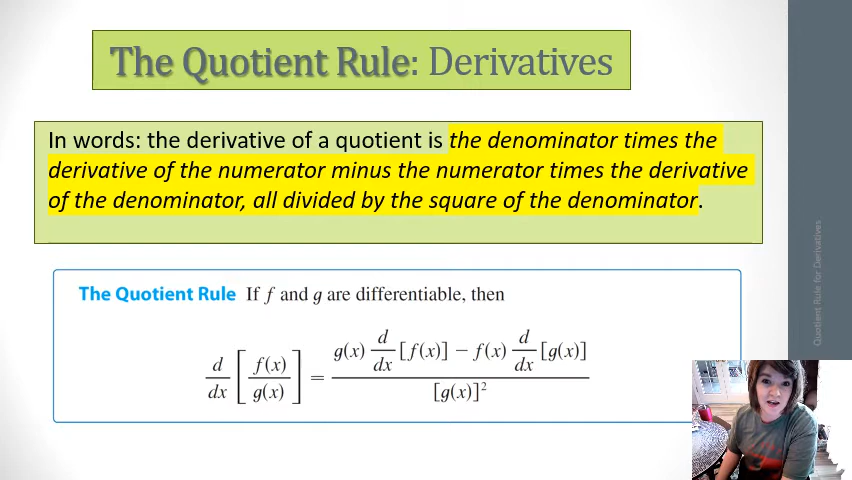 The Quotient Rule: Derivatives
In words: the derivative of a quotient is the denominator times the
derivative of the numerator minus the numerator times the derivative
of the denominator, all divided by the square of the denominator.
The Quotient Rule If f and g are differentiable, then
d/dx [f(x)/g(x)] = (g(x) d/dx [f(x)] − f(x) d/dx [g(x)])/[g(x)]²
Quotient Rule for Derivatives